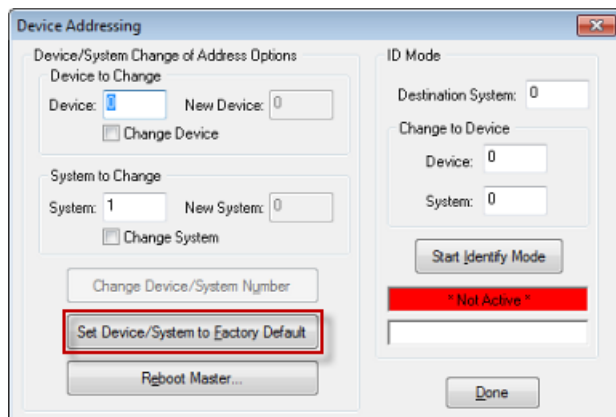 Device Addressing
Device/System Change of Address Options
Device to Change
Device: 0 New Device: 0
Change Device
System to Change
System: 1 New System: 0
Change System
Change Device/System Number
Set Device/System to Factory Default
Reboot Master...
ID Mode
Destination System: 0
Change to Device
Device: 0
System: 0
Start Identify Mode
* Not Active *
Done